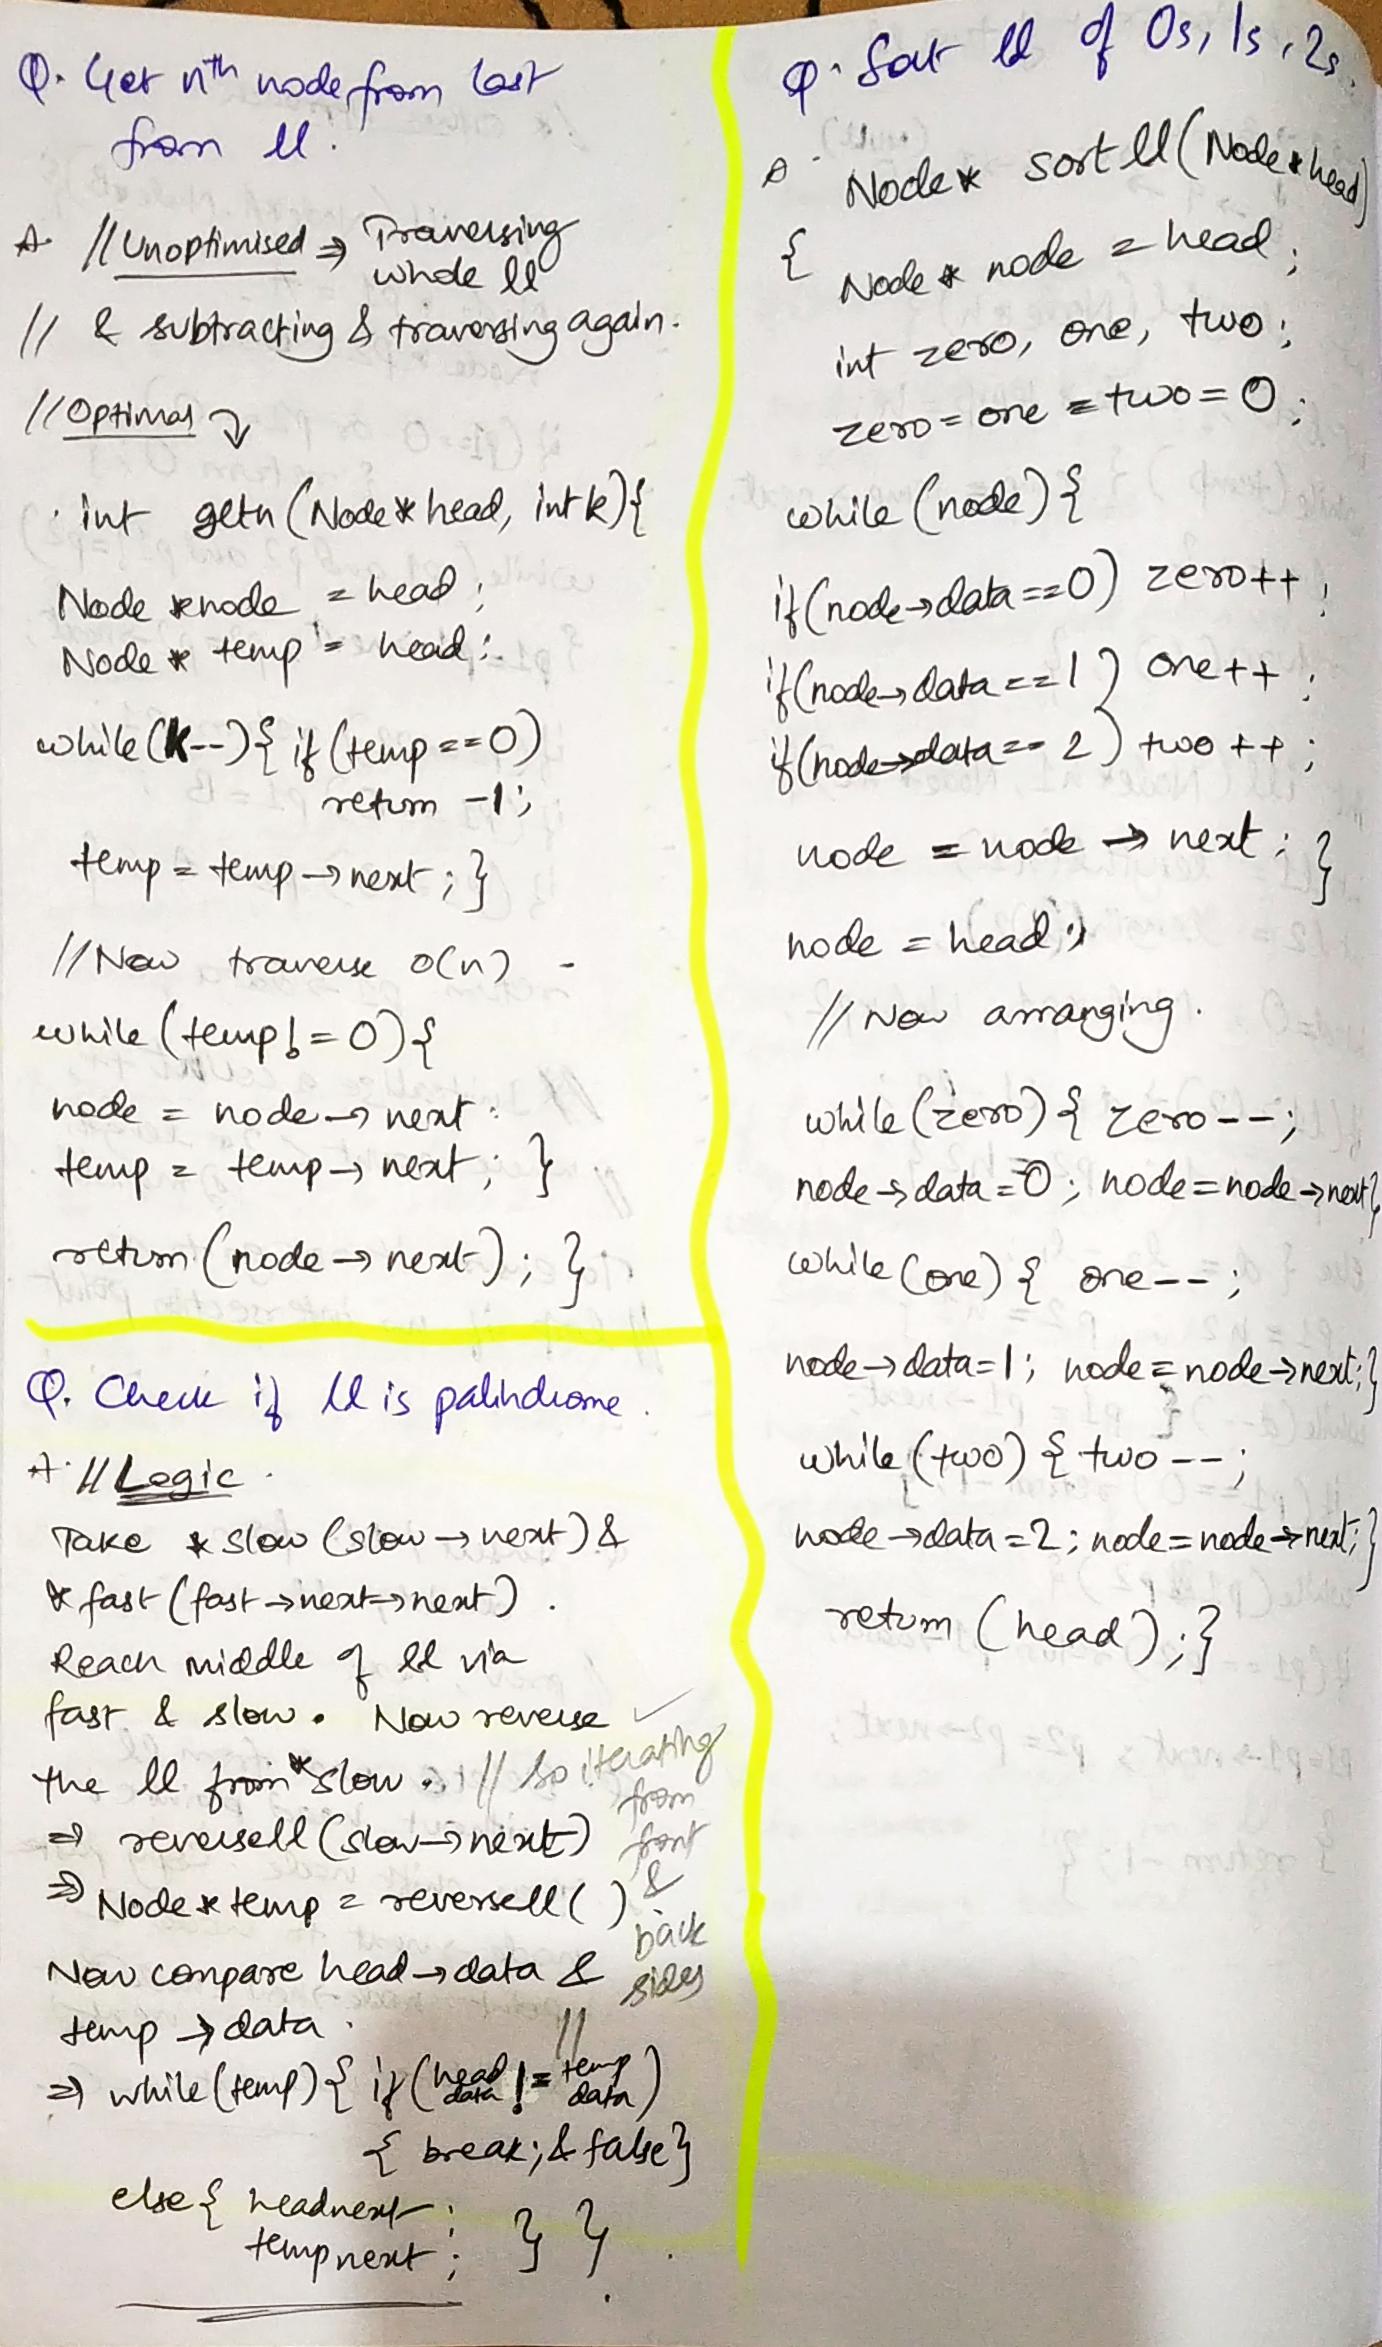 Q. Get nth node from last
from ll.
A. // Unoptimised ⇒ Traversing
whole ll
// & subtracting & traversing again.
// Optimal
int getn (Node * head, int k) {
Node *node = head ;
Node * temp = head ;
while (k--) { if (temp == 0)
return -1 ;
temp = temp → next ; }
// Now traverse O(n)
while (temp != 0) {
node = node → next ;
temp = temp → next ; }
return (node → next) ; }
Q. Check if ll is palindrome.
A. // Logic
Take * slow (slow → next) &
* fast (fast → next → next) .
Reach middle of ll via
fast & slow. Now reverse
the ll from *slow. // So iterating
from
front
&
back
sides
//
⇒ reversell (slow → next)
⇒ Node * temp = reversell ( )
Now compare head → data &
temp → data .
⇒ while (temp) { if (head data != temp data)
{ break; & false }
else { headnext ;
tempnext ; } }
Q. Sort ll of 0s, 1s, 2s.
A. Node * sort ll (Node * head)
{ Node * node = head ;
int zero, one, two ;
zero = one = two = 0 ;
while (node) {
if (node → data == 0) zero++ ;
if (node → data == 1) one++ ;
if (node → data == 2) two++ ;
node = node → next ; }
node = head ;
// Now arranging .
while (zero) { zero-- ;
node → data = 0 ; node = node → next }
while (one) { one-- ;
node → data = 1 ; node = node → next ; }
while (two) { two-- ;
node → data = 2 ; node = node → next ; }
return (head) ; }